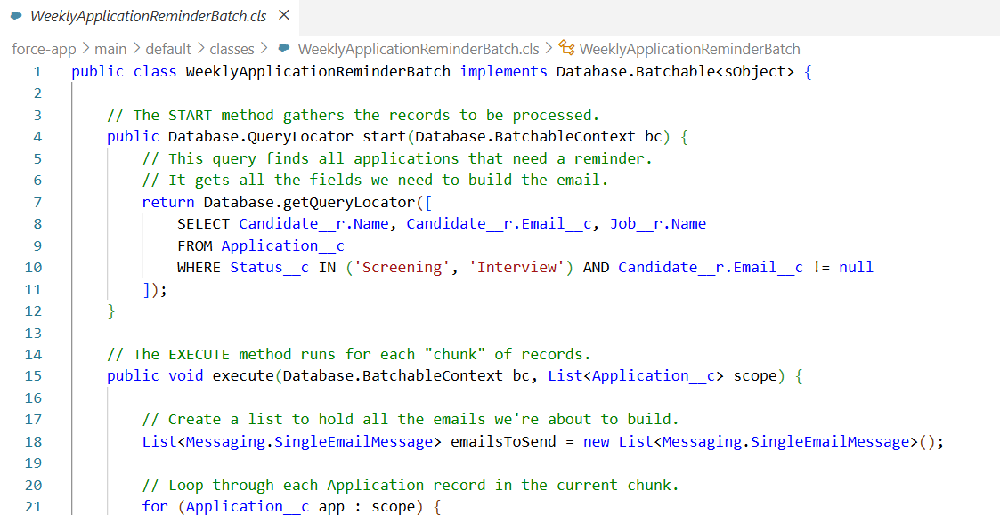 WeeklyApplicationReminderBatch.cls ×
force-app > main > default > classes > WeeklyApplicationReminderBatch.cls > WeeklyApplicationReminderBatch
1 public class WeeklyApplicationReminderBatch implements Database.Batchable<sObject> {
2
3 // The START method gathers the records to be processed.
4 public Database.QueryLocator start(Database.BatchableContext bc) {
5 // This query finds all applications that need a reminder.
6 // It gets all the fields we need to build the email.
7 return Database.getQueryLocator([
8 SELECT Candidate__r.Name, Candidate__r.Email__c, Job__r.Name
9 FROM Application__c
10 WHERE Status__c IN ('Screening', 'Interview') AND Candidate__r.Email__c != null
11 ]);
12 }
13
14 // The EXECUTE method runs for each "chunk" of records.
15 public void execute(Database.BatchableContext bc, List<Application__c> scope) {
16
17 // Create a list to hold all the emails we're about to build.
18 List<Messaging.SingleEmailMessage> emailsToSend = new List<Messaging.SingleEmailMessage>();
19
20 // Loop through each Application record in the current chunk.
21 for (Application__c app : scope) {